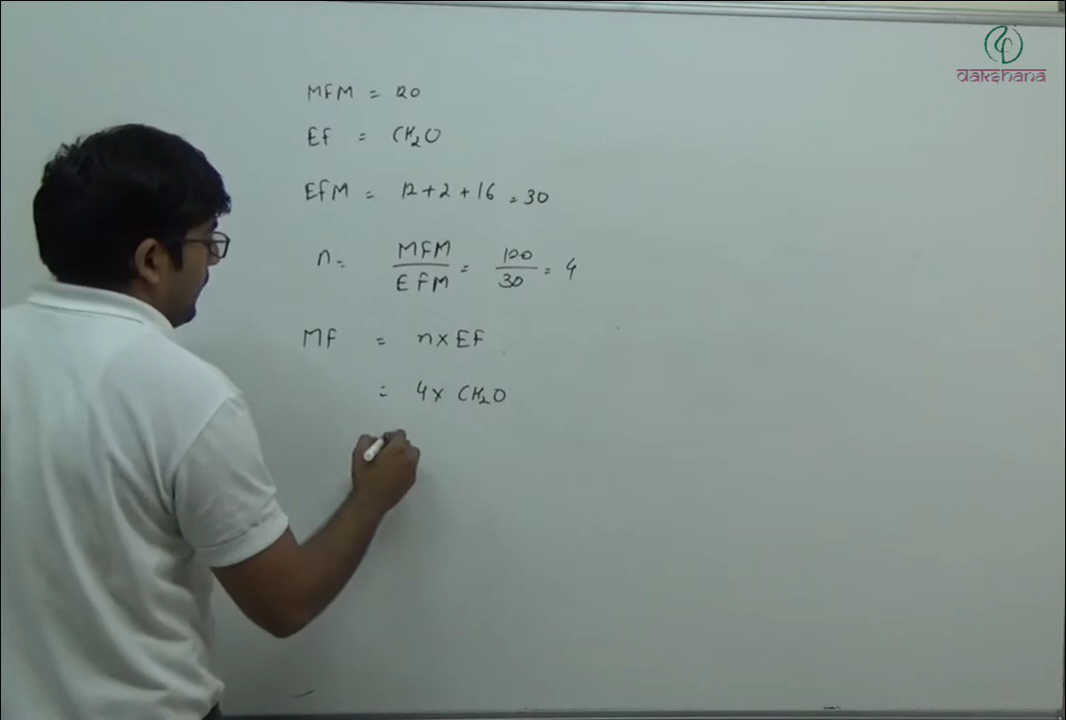 dakshana
MFM = 120
EF = CH₂O
EFM = 12+2+16 = 30
n = MFM/EFM = 120/30 = 4
MF = n×EF
= 4× CH₂O